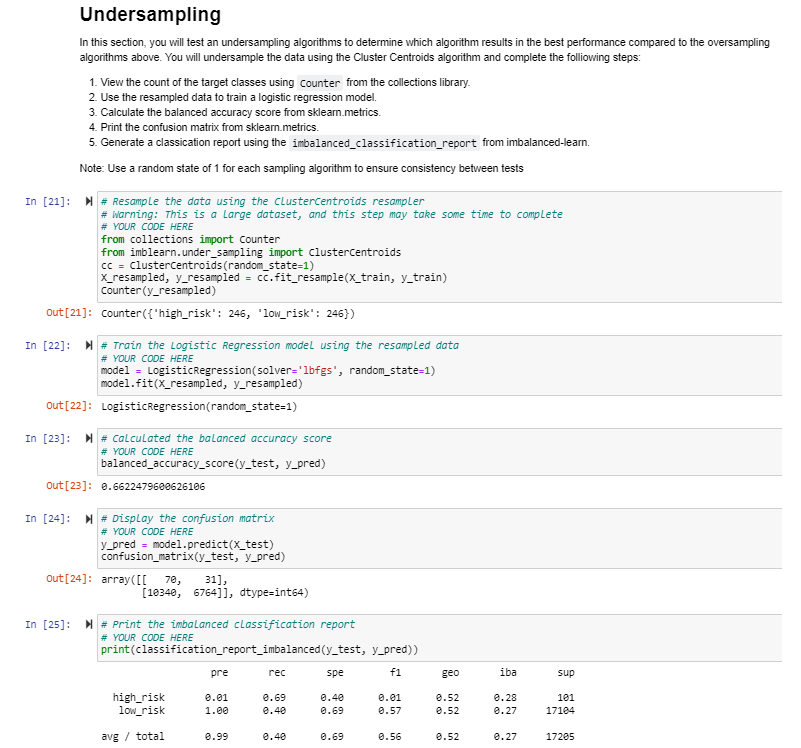 Undersampling
In this section, you will test an undersampling algorithms to determine which algorithm results in the best performance compared to the oversampling
algorithms above. You will undersample the data using the Cluster Centroids algorithm and complete the folliowing steps:
1. View the count of the target classes using Counter from the collections library.
2. Use the resampled data to train a logistic regression model.
3. Calculate the balanced accuracy score from sklearn.metrics.
4. Print the confusion matrix from sklearn.metrics.
5. Generate a classication report using the imbalanced_classification_report from imbalanced-learn.
Note: Use a random state of 1 for each sampling algorithm to ensure consistency between tests
In [21]: # Resample the data using the ClusterCentroids resampler
# Warning: This is a large dataset, and this step may take some time to complete
# YOUR CODE HERE
from collections import Counter
from imblearn.under_sampling import ClusterCentroids
cc = ClusterCentroids(random_state=1)
X_resampled, y_resampled = cc.fit_resample(X_train, y_train)
Counter(y_resampled)
Out[21]: Counter({'high_risk': 246, 'low_risk': 246})
In [22]: # Train the Logistic Regression model using the resampled data
# YOUR CODE HERE
model = LogisticRegression(solver='lbfgs', random_state=1)
model.fit(X_resampled, y_resampled)
Out[22]: LogisticRegression(random_state=1)
In [23]: # Calculated the balanced accuracy score
# YOUR CODE HERE
balanced_accuracy_score(y_test, y_pred)
Out[23]: 0.6622479600626106
In [24]: # Display the confusion matrix
# YOUR CODE HERE
y_pred = model.predict(X_test)
confusion_matrix(y_test, y_pred)
Out[24]: array([[ 70, 31],
[10340, 6764]], dtype=int64)
In [25]: # Print the imbalanced classification report
# YOUR CODE HERE
print(classification_report_imbalanced(y_test, y_pred))
pre rec spe f1 geo iba sup
high_risk 0.01 0.69 0.40 0.01 0.52 0.28 101
low_risk 1.00 0.40 0.69 0.57 0.52 0.27 17104
avg / total 0.99 0.40 0.69 0.56 0.52 0.27 17205